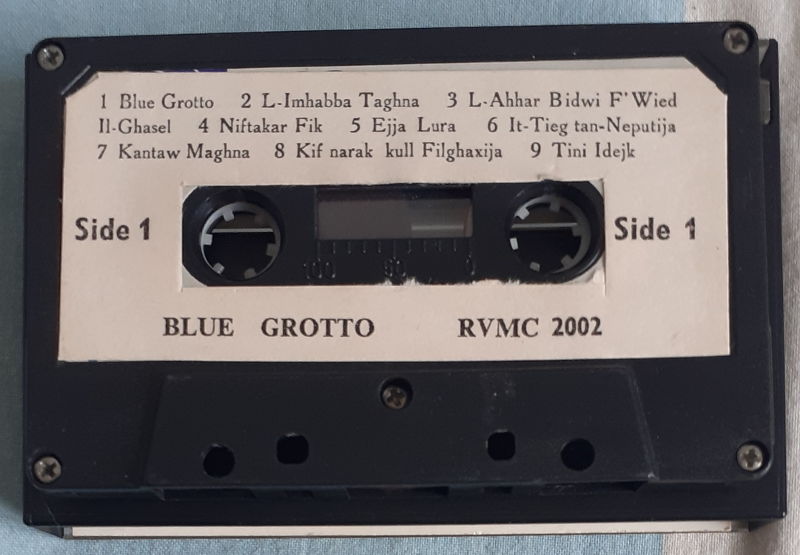 1 Blue Grotto 2 L-Imhabba Taghna 3 L-Ahhar Bidwi F'Wied
Il-Ghasel 4 Niftakar Fik 5 Ejja Lura 6 It-Tieg tan-Neputija
7 Kantaw Maghna 8 Kif narak kull Filghaxija 9 Tini Idejk
Side 1 Side 1
100 50 0
BLUE GROTTO RVMC 2002